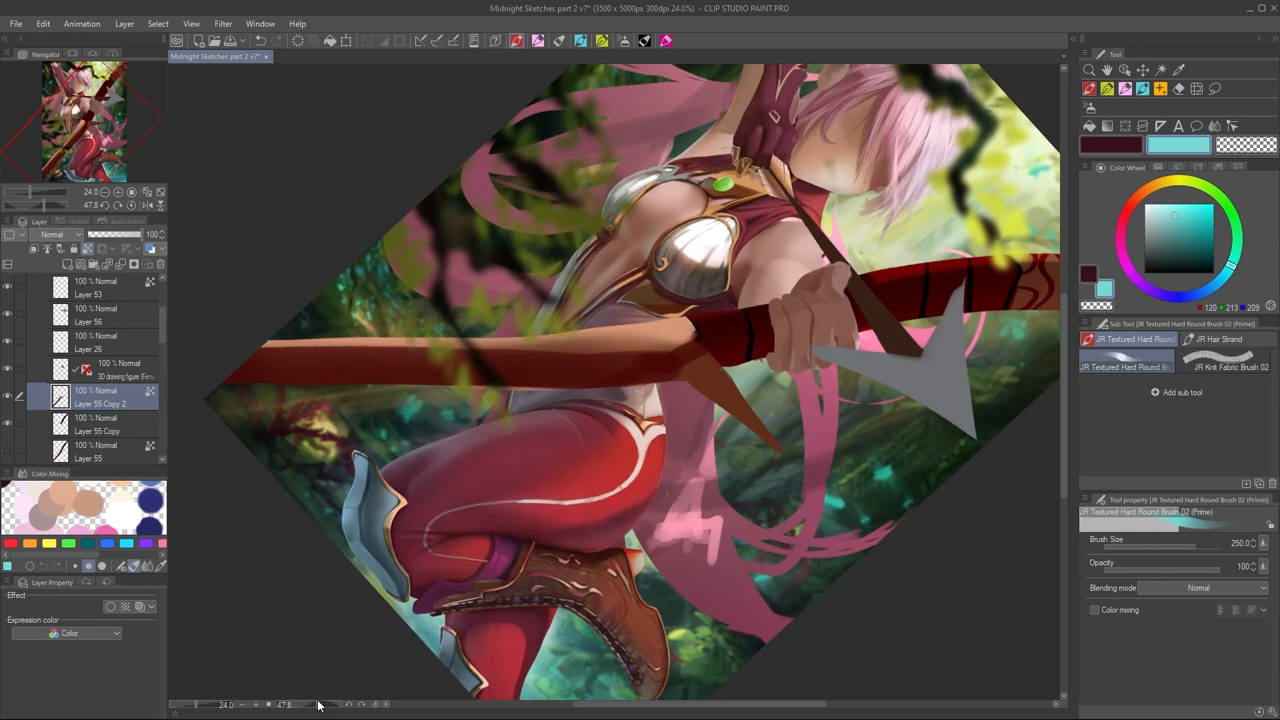 Midnight Sketches part 2 v7* (3500 x 5000px 300dpi 24.0%) - CLIP STUDIO PAINT PRO
File Edit Animation Layer Select View Filter Window Help
Navigator
Midnight Sketches part 2 v7*
Tool
24.0
47.8
Layer
Color Wheel
Normal 100
100 % Normal
Layer 53
100 % Normal
Layer 56
100 % Normal
Layer 26
100 % Normal
3D drawing figure (Fem
100 % Normal
Layer 55 Copy 2
100 % Normal
Layer 55 Copy
100 % Normal
Layer 55
120 213 209
Sub Tool [JR Textured Hard Round Brush 02 (Prime)]
JR Textured Hard Round
JR Hair Strand
JR Textured Hard Round Br
JR Knit Fabric Brush 02
Add sub tool
Color Mixing
Tool property [JR Textured Hard Round Brush 02 (Prime)]
JR Textured Hard Round Brush 02 (Prime)
Brush Size 250.0
Opacity 100
Blending mode Normal
Color mixing
Layer Property
Effect
Expression color
Color
24.0 47.8